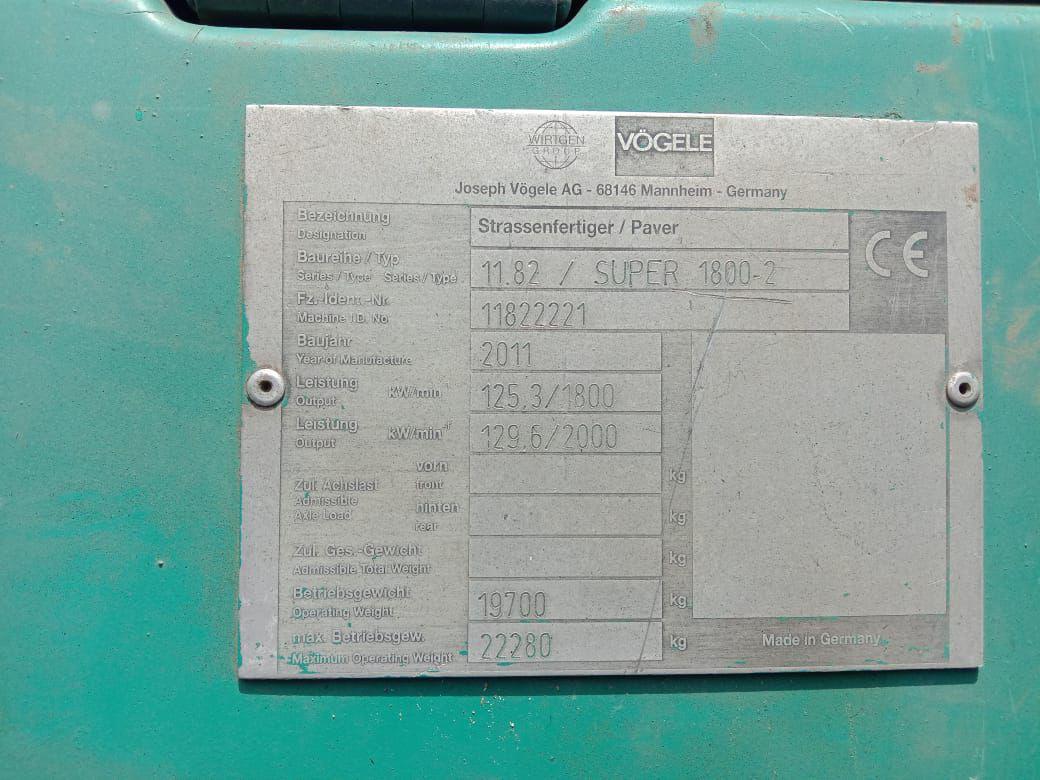 WIRTGEN GROUP
VÖGELE
Joseph Vögele AG - 68146 Mannheim - Germany
Bezeichnung
Designation
Strassenfertiger / Paver
Baureihe / Typ
Series / Type Series / Type
11.82 / SUPER 1800-2
CE
Fz. Ident.-Nr.
Machine I.D. No
11822221
Baujahr
Year of Manufacture
2011
Leistung kW/min
Output
125,3/1800
Leistung kW/min-1
Output
129,6/2000
vorn
Zul. Achslast front kg
Admissible
Axle Load hinten
rear kg
Zul. Ges.-Gewicht
Admissible Total Weight kg
Betriebsgewicht
Operating Weight
19700 kg
max. Betriebsgew.
Maximum Operating Weight
22280 kg
Made in Germany